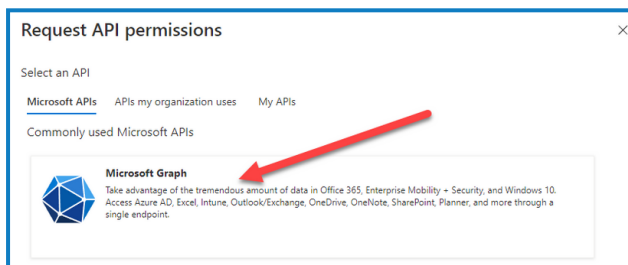 Request API permissions
Select an API
Microsoft APIs APIs my organization uses My APIs
Commonly used Microsoft APIs
Microsoft Graph
Take advantage of the tremendous amount of data in Office 365, Enterprise Mobility + Security, and Windows 10.
Access Azure AD, Excel, Intune, Outlook/Exchange, OneDrive, OneNote, SharePoint, Planner, and more through a
single endpoint.